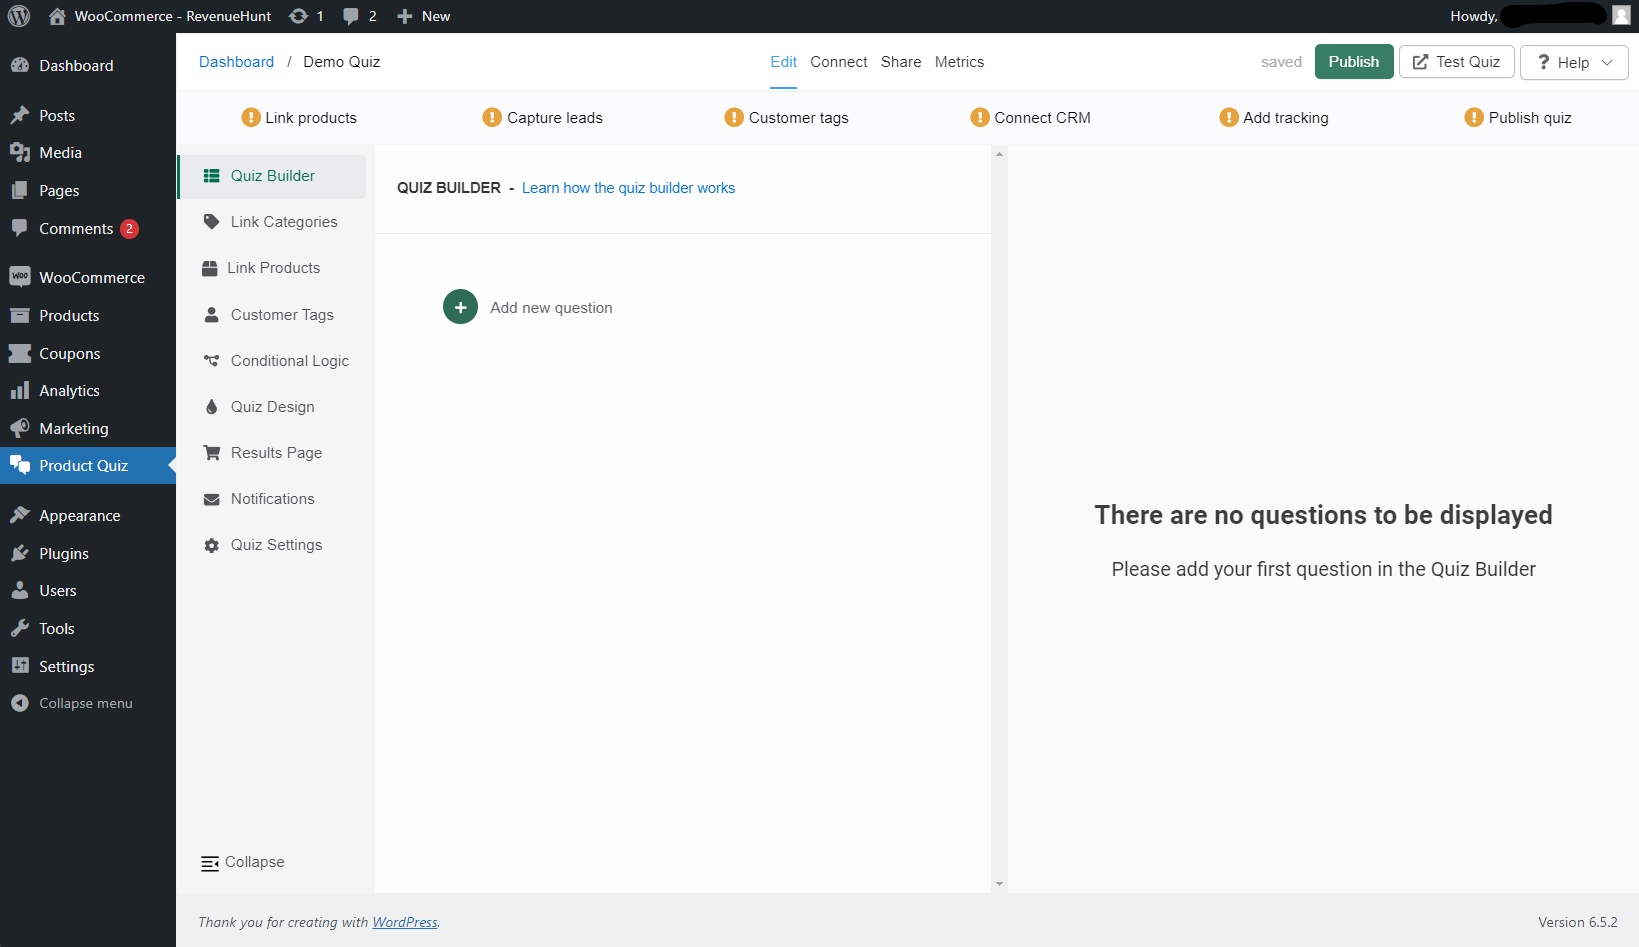 WooCommerce - RevenueHunt 1 2 New Howdy,
Dashboard
Posts
Media
Pages
Comments 2
WooCommerce
Products
Coupons
Analytics
Marketing
Product Quiz
Appearance
Plugins
Users
Tools
Settings
Collapse menu
Dashboard / Demo Quiz Edit Connect Share Metrics saved Publish Test Quiz ? Help
Link products Capture leads Customer tags Connect CRM Add tracking Publish quiz
Quiz Builder
Link Categories
Link Products
Customer Tags
Conditional Logic
Quiz Design
Results Page
Notifications
Quiz Settings
Collapse
QUIZ BUILDER - Learn how the quiz builder works
Add new question
There are no questions to be displayed
Please add your first question in the Quiz Builder
Thank you for creating with WordPress. Version 6.5.2